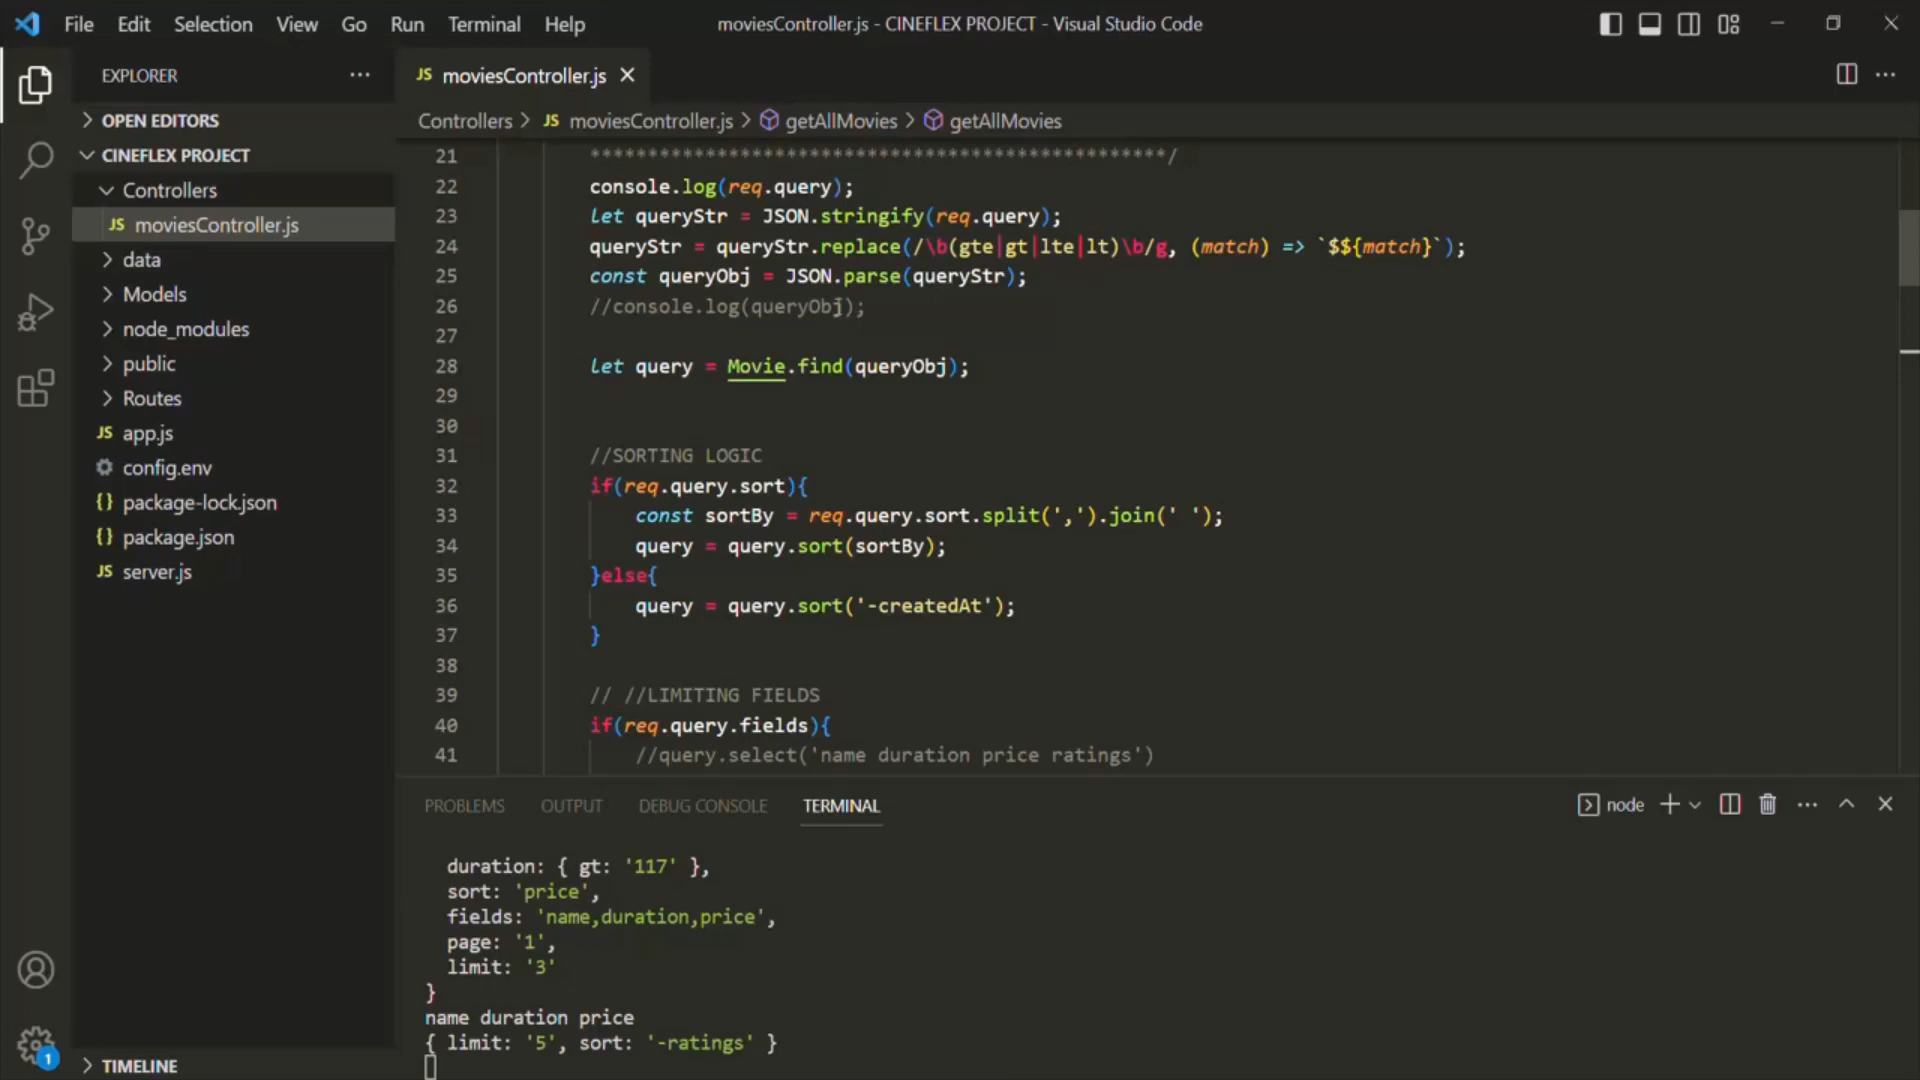 File Edit Selection View Go Run Terminal Help
moviesController.js - CINEFLEX PROJECT - Visual Studio Code
EXPLORER
OPEN EDITORS
CINEFLEX PROJECT
Controllers
JS moviesController.js
data
Models
node_modules
public
Routes
JS app.js
config.env
{} package-lock.json
{} package.json
JS server.js
1
TIMELINE
JS moviesController.js
Controllers > JS moviesController.js > getAllMovies > getAllMovies
21 **************************************************/
22 console.log(req.query);
23 let queryStr = JSON.stringify(req.query);
24 queryStr = queryStr.replace(/\b(gte|gt|lte|lt)\b/g, (match) => `$${match}`);
25 const queryObj = JSON.parse(queryStr);
26 //console.log(queryObj);
27
28 let query = Movie.find(queryObj);
29
30
31 //SORTING LOGIC
32 if(req.query.sort){
33 const sortBy = req.query.sort.split(',').join(' ');
34 query = query.sort(sortBy);
35 }else{
36 query = query.sort('-createdAt');
37 }
38
39 // //LIMITING FIELDS
40 if(req.query.fields){
41 //query.select('name duration price ratings')
PROBLEMS OUTPUT DEBUG CONSOLE TERMINAL
node
duration: { gt: '117' },
sort: 'price',
fields: 'name,duration,price',
page: '1',
limit: '3'
}
name duration price
{ limit: '5', sort: '-ratings' }